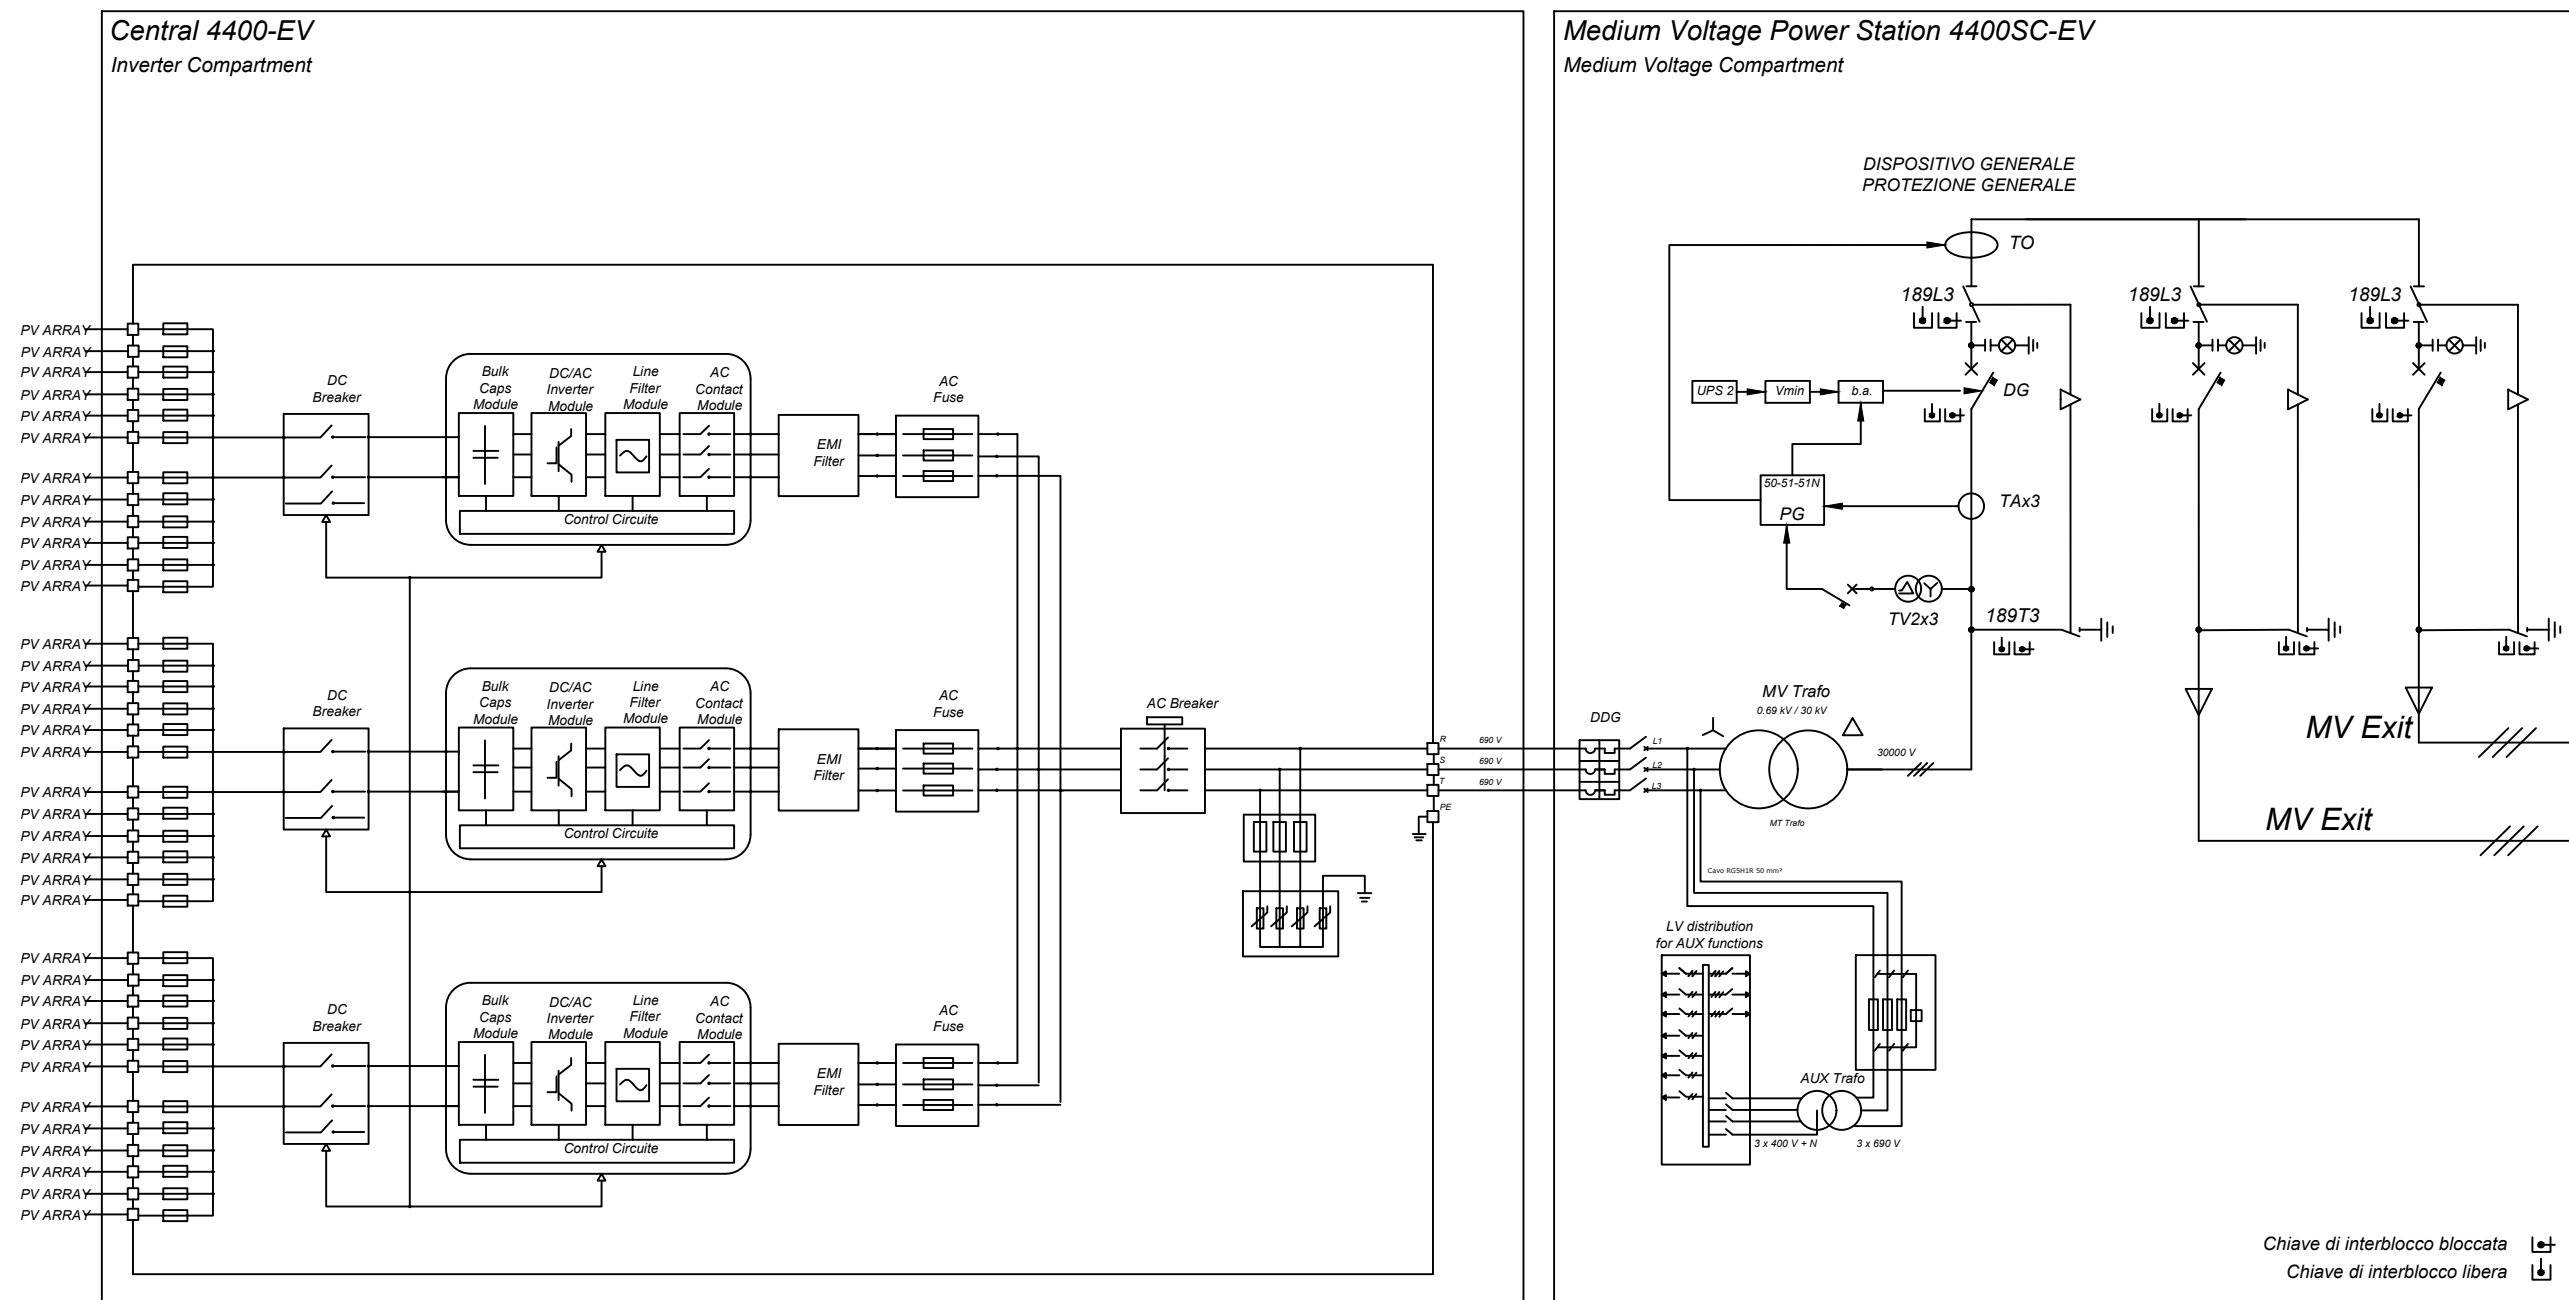 Central 4400-EV
Inverter Compartment
Medium Voltage Power Station 4400SC-EV
Medium Voltage Compartment
DISPOSITIVO GENERALE
PROTEZIONE GENERALE
TO
189L3
189L3
189L3
PV ARRAY
PV ARRAY
PV ARRAY
PV ARRAY
PV ARRAY
PV ARRAY
PV ARRAY
PV ARRAY
PV ARRAY
PV ARRAY
PV ARRAY
PV ARRAY
DC
Breaker
Bulk
Caps
Module
DC/AC
Inverter
Module
Line
Filter
Module
AC
Contact
Module
Control Circuite
EMI
Filter
AC
Fuse
UPS 2
Vmin
b.a.
DG
50-51-51N
PG
TAx3
TV2x3
189T3
PV ARRAY
PV ARRAY
PV ARRAY
PV ARRAY
PV ARRAY
PV ARRAY
PV ARRAY
PV ARRAY
PV ARRAY
PV ARRAY
PV ARRAY
PV ARRAY
DC
Breaker
Bulk
Caps
Module
DC/AC
Inverter
Module
Line
Filter
Module
AC
Contact
Module
Control Circuite
EMI
Filter
AC
Fuse
AC Breaker
R
S
T
PE
690 V
690 V
690 V
DDG
L1
L2
L3
MV Trafo
0.69 kV / 30 kV
MT Trafo
30000 V
MV Exit
MV Exit
Cavo RG5H1R 50 mm²
LV distribution
for AUX functions
AUX Trafo
3 x 400 V + N
3 x 690 V
PV ARRAY
PV ARRAY
PV ARRAY
PV ARRAY
PV ARRAY
PV ARRAY
PV ARRAY
PV ARRAY
PV ARRAY
PV ARRAY
PV ARRAY
PV ARRAY
DC
Breaker
Bulk
Caps
Module
DC/AC
Inverter
Module
Line
Filter
Module
AC
Contact
Module
Control Circuite
EMI
Filter
AC
Fuse
Chiave di interblocco bloccata
Chiave di interblocco libera